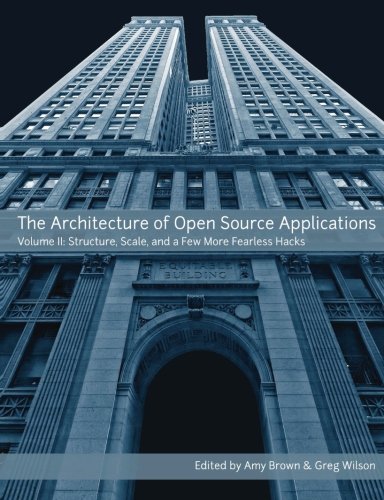 The Architecture of Open Source Applications
Volume II: Structure, Scale, and a Few More Fearless Hacks
EQUITABLE
BUILDING
Edited by Amy Brown & Greg Wilson